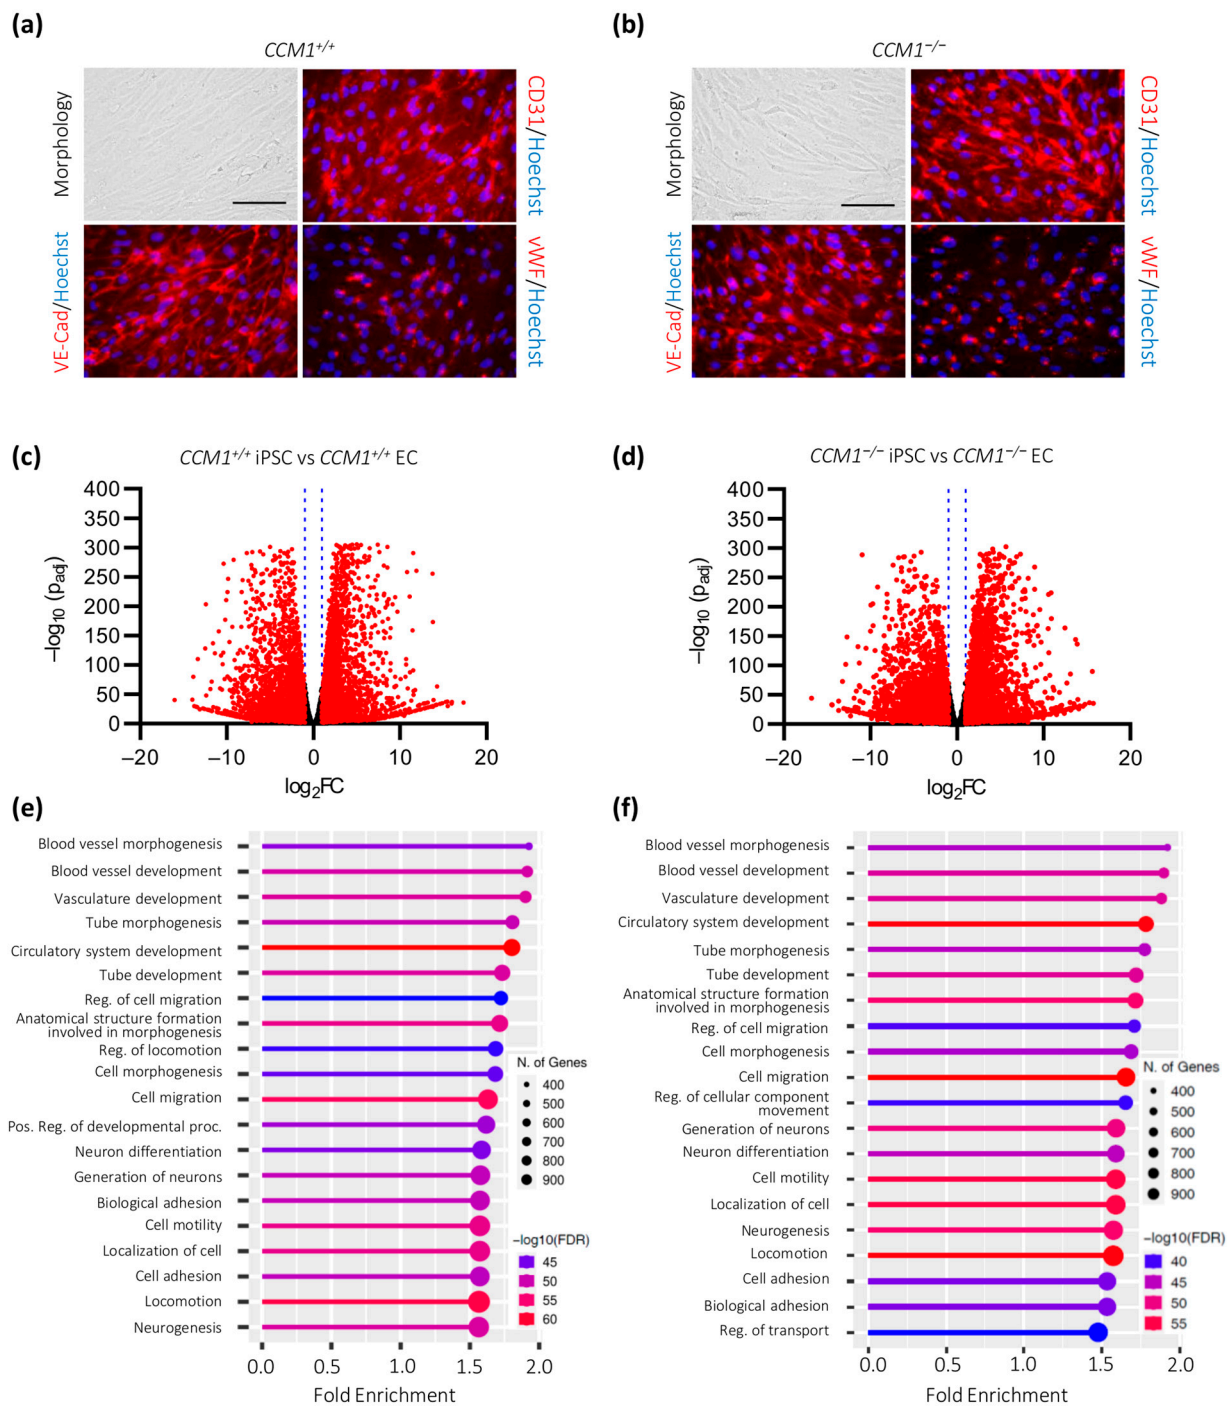 (a)
CCM1+/+
Morphology
CD31/Hoechst
VE-Cad/Hoechst
vWF/Hoechst
(b)
CCM1−/−
Morphology
CD31/Hoechst
VE-Cad/Hoechst
vWF/Hoechst
(c)
CCM1+/+ iPSC vs CCM1+/+ EC
400
350
300
250
200
150
100
50
0
−log10 (padj)
−20 −10 0 10 20
log2FC
(d)
CCM1−/− iPSC vs CCM1−/− EC
400
350
300
250
200
150
100
50
0
−log10 (padj)
−20 −10 0 10 20
log2FC
(e)
Blood vessel morphogenesis
Blood vessel development
Vasculature development
Tube morphogenesis
Circulatory system development
Tube development
Reg. of cell migration
Anatomical structure formation
involved in morphogenesis
Reg. of locomotion
Cell morphogenesis
Cell migration
Pos. Reg. of developmental proc.
Neuron differentiation
Generation of neurons
Biological adhesion
Cell motility
Localization of cell
Cell adhesion
Locomotion
Neurogenesis
N. of Genes
400
500
600
700
800
900
−log10(FDR)
45
50
55
60
0.0 0.5 1.0 1.5 2.0
Fold Enrichment
(f)
Blood vessel morphogenesis
Blood vessel development
Vasculature development
Circulatory system development
Tube morphogenesis
Tube development
Anatomical structure formation
involved in morphogenesis
Reg. of cell migration
Cell morphogenesis
Cell migration
Reg. of cellular component
movement
Generation of neurons
Neuron differentiation
Cell motility
Localization of cell
Neurogenesis
Locomotion
Cell adhesion
Biological adhesion
Reg. of transport
N. of Genes
400
500
600
700
800
900
−log10(FDR)
40
45
50
55
0.0 0.5 1.0 1.5 2.0
Fold Enrichment